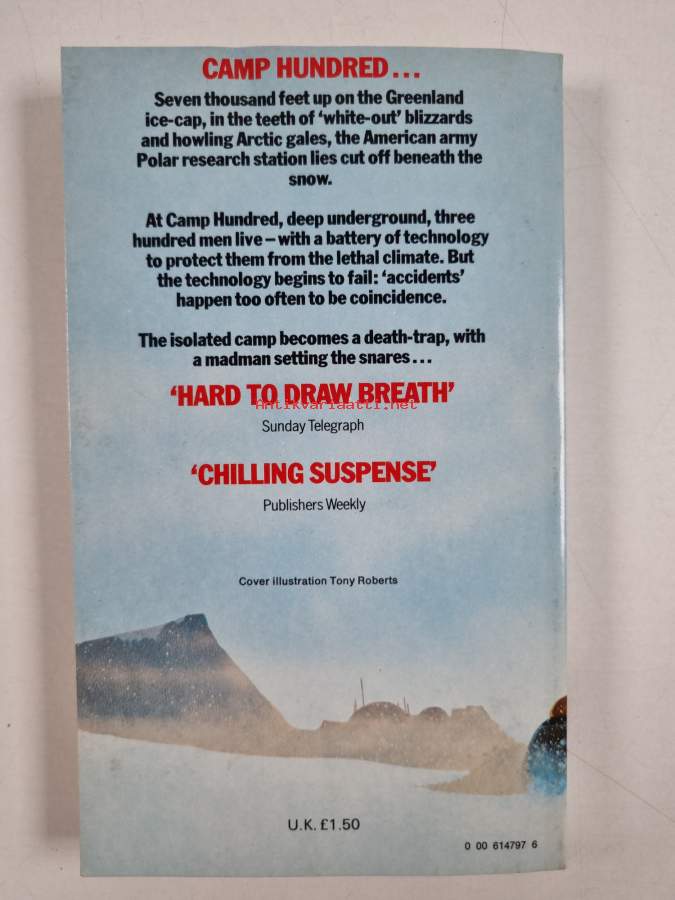 CAMP HUNDRED...
Seven thousand feet up on the Greenland
ice-cap, in the teeth of ‘white-out’ blizzards
and howling Arctic gales, the American army
Polar research station lies cut off beneath the
snow.
At Camp Hundred, deep underground, three
hundred men live – with a battery of technology
to protect them from the lethal climate. But
the technology begins to fail: ‘accidents’
happen too often to be coincidence.
The isolated camp becomes a death-trap, with
a madman setting the snares...
‘HARD TO DRAW BREATH’
Antikvariaatti.net
Sunday Telegraph
‘CHILLING SUSPENSE’
Publishers Weekly
Cover illustration Tony Roberts
U.K. £1.50
0 00 614797 6